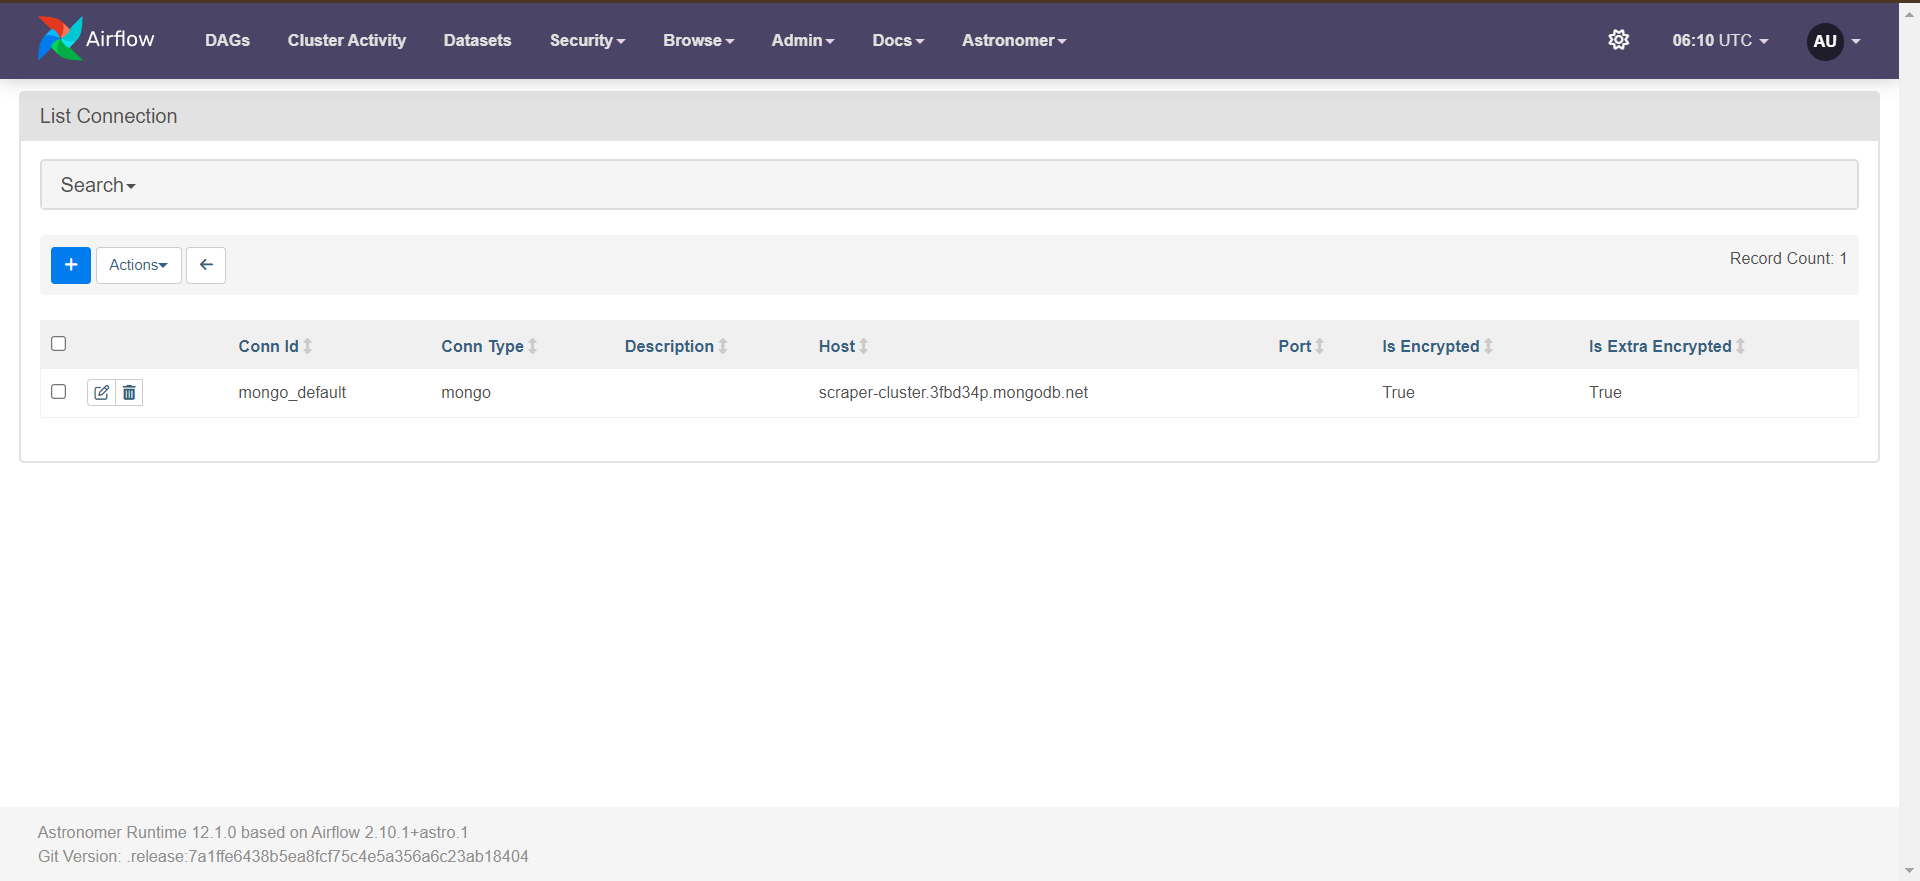 Airflow DAGs Cluster Activity Datasets Security Browse Admin Docs Astronomer 06:10 UTC AU
List Connection
Search
+ Actions Record Count: 1
Conn Id Conn Type Description Host Port Is Encrypted Is Extra Encrypted
mongo_default mongo scraper-cluster.3fbd34p.mongodb.net True True
Astronomer Runtime 12.1.0 based on Airflow 2.10.1+astro.1
Git Version: .release:7a1ffe6438b5ea8fcf75c4e5a356a6c23ab18404